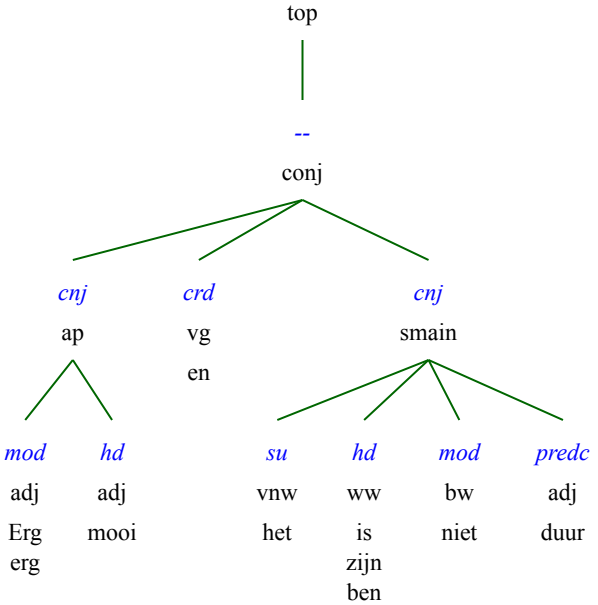 top
--
conj
cnj crd cnj
ap vg smain
en
mod hd su hd mod predc
adj adj vnw ww bw adj
Erg mooi het is niet duur
erg zijn
ben